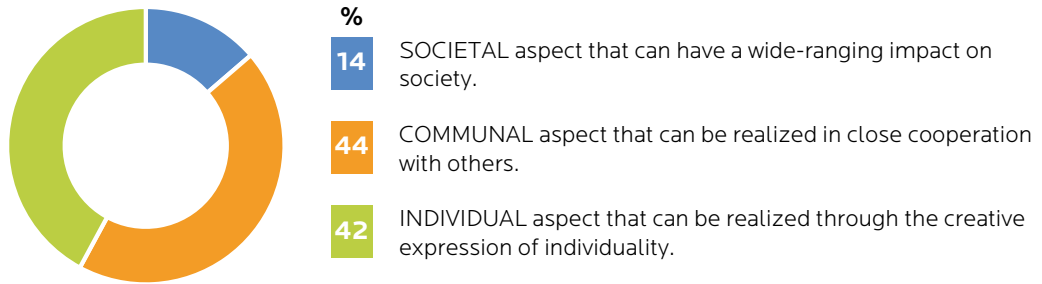 %
14
SOCIETAL aspect that can have a wide-ranging impact on
society.
44
COMMUNAL aspect that can be realized in close cooperation
with others.
42
INDIVIDUAL aspect that can be realized through the creative
expression of individuality.